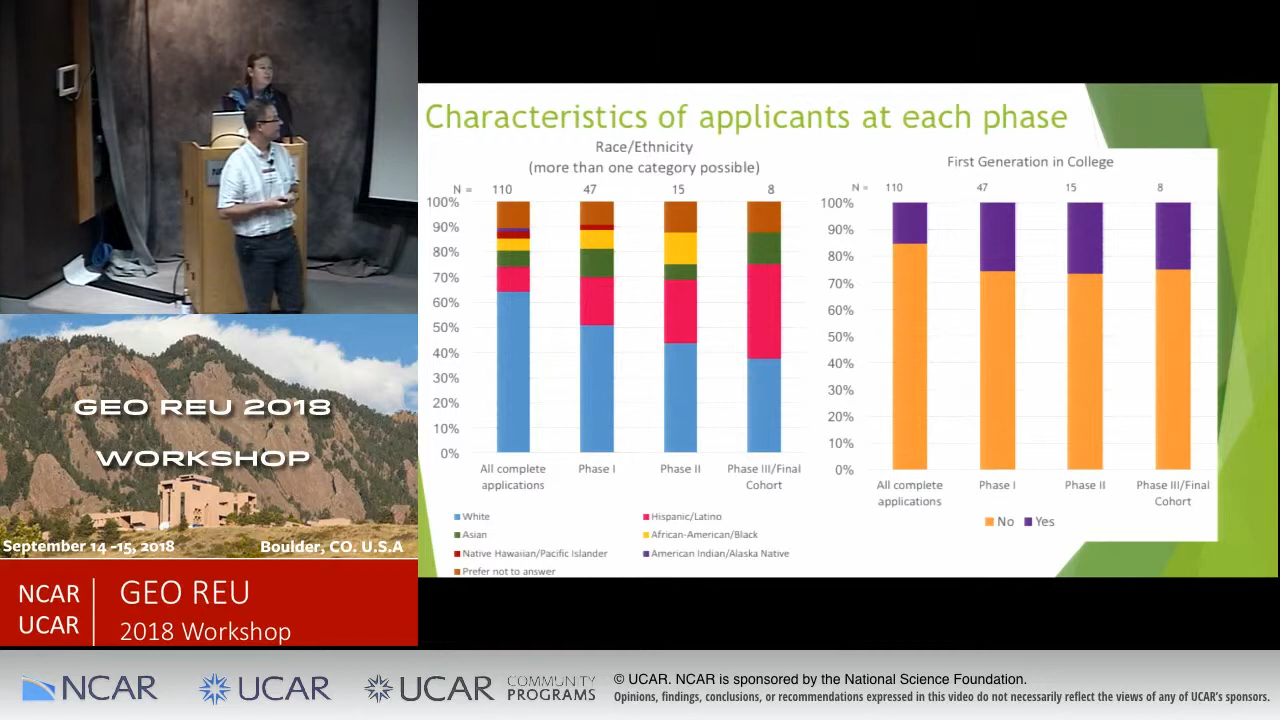 Characteristics of applicants at each phase
Race/Ethnicity
(more than one category possible)
N = 110 47 15 8
100%
90%
80%
70%
60%
50%
40%
30%
20%
10%
0%
All complete applications
Phase I
Phase II
Phase III/Final Cohort
White
Hispanic/Latino
Asian
African-American/Black
Native Hawaiian/Pacific Islander
American Indian/Alaska Native
Prefer not to answer
First Generation in College
N = 110 47 15 8
100%
90%
80%
70%
60%
50%
40%
30%
20%
10%
0%
All complete applications
Phase I
Phase II
Phase III/Final Cohort
No Yes
GEO REU 2018
WORKSHOP
September 14 -15, 2018 Boulder, CO. U.S.A
NCAR
UCAR
GEO REU
2018 Workshop
NCAR
UCAR
UCAR
COMMUNITY
PROGRAMS
© UCAR. NCAR is sponsored by the National Science Foundation.
Opinions, findings, conclusions, or recommendations expressed in this video do not necessarily reflect the views of any of UCAR's sponsors.